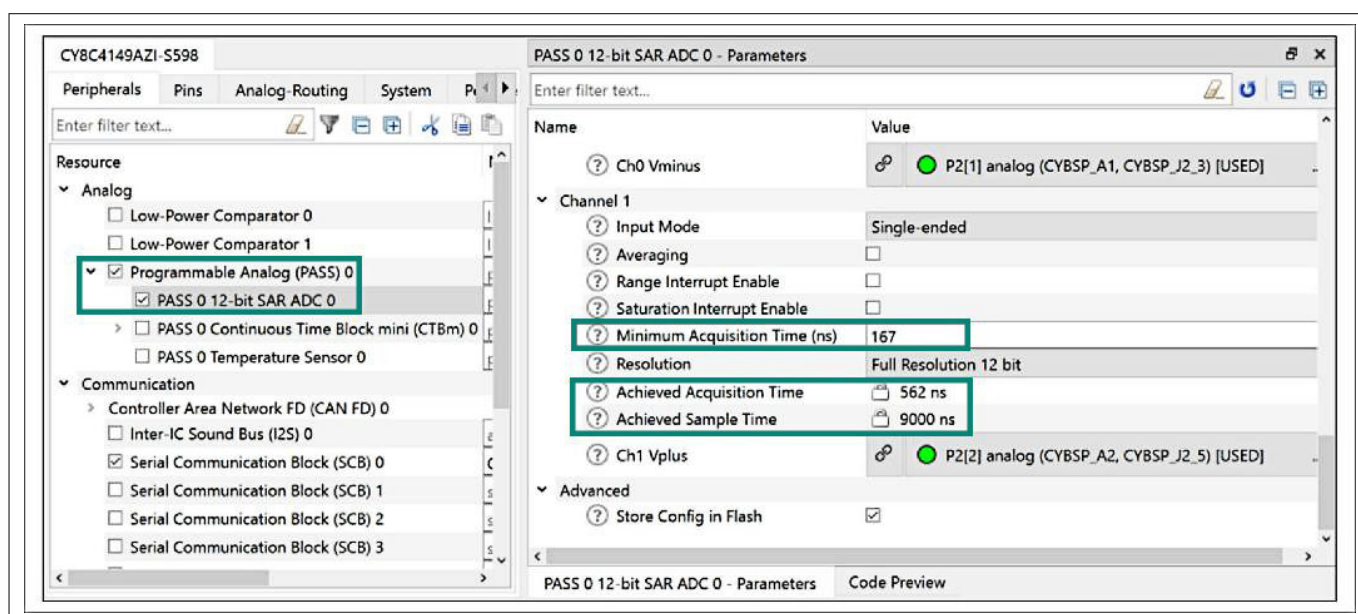 CY8C4149AZI-S598
Peripherals Pins Analog-Routing System
Enter filter text...
Resource
Analog
Low-Power Comparator 0
Low-Power Comparator 1
Programmable Analog (PASS) 0
PASS 0 12-bit SAR ADC 0
PASS 0 Continuous Time Block mini (CTBm) 0
PASS 0 Temperature Sensor 0
Communication
Controller Area Network FD (CAN FD) 0
Inter-IC Sound Bus (I2S) 0
Serial Communication Block (SCB) 0
Serial Communication Block (SCB) 1
Serial Communication Block (SCB) 2
Serial Communication Block (SCB) 3
PASS 0 12-bit SAR ADC 0 - Parameters
Enter filter text...
Name Value
Ch0 Vminus P2[1] analog (CYBSP_A1, CYBSP_J2_3) [USED] ..
Channel 1
Input Mode Single-ended
Averaging
Range Interrupt Enable
Saturation Interrupt Enable
Minimum Acquisition Time (ns) 167
Resolution Full Resolution 12 bit
Achieved Acquisition Time 562 ns
Achieved Sample Time 9000 ns
Ch1 Vplus P2[2] analog (CYBSP_A2, CYBSP_J2_5) [USED] ..
Advanced
Store Config in Flash
PASS 0 12-bit SAR ADC 0 - Parameters Code Preview